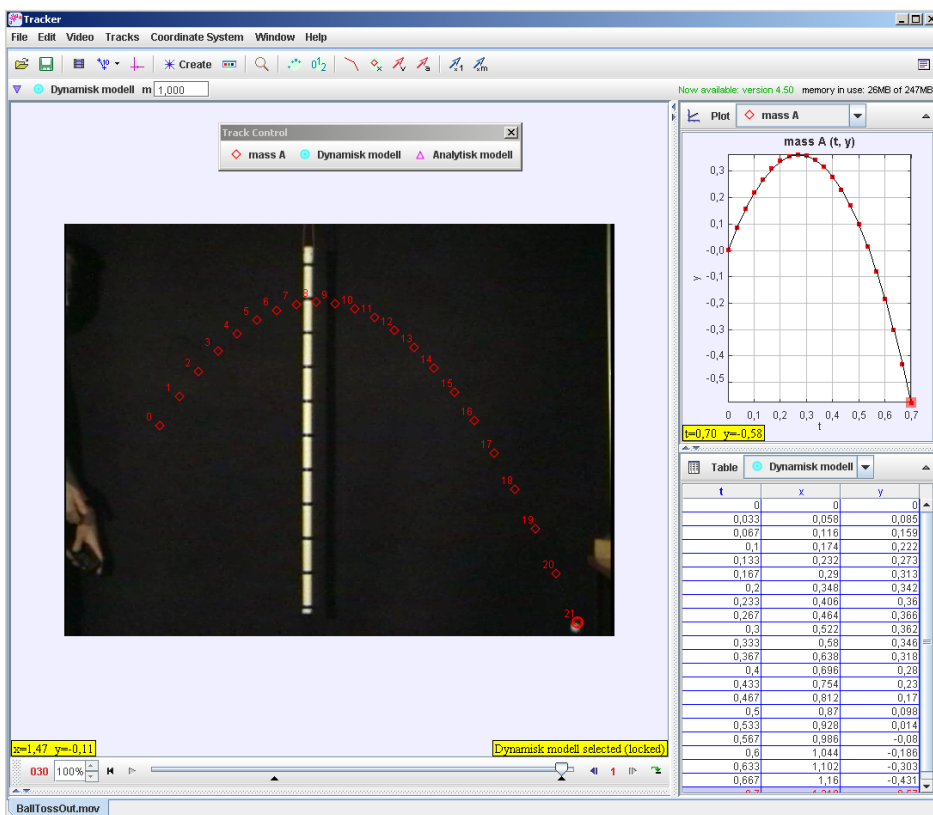 Tracker
File Edit Video Tracks Coordinate System Window Help
Create
Dynamisk modell m 1,000
Now available: version 4.50 memory in use: 26MB of 247MB
Track Control
mass A Dynamisk modell Analytisk modell
0
1
2
3
4
5
6
7
8
9
10
11
12
13
14
15
16
17
18
19
20
21
x=1,47 y=-0,11
Dynamisk modell selected (locked)
030 100% 1
BallTossOut.mov
Plot mass A
mass A (t, y)
0,3
0,2
0,1
-0,0
-0,1
-0,2
-0,3
-0,4
-0,5
y
0 0,1 0,2 0,3 0,4 0,5 0,6 0,7
t
t=0,70 y=-0,58
Table Dynamisk modell
t x y
0 0 0
0,033 0,058 0,085
0,067 0,116 0,159
0,1 0,174 0,222
0,133 0,232 0,273
0,167 0,29 0,313
0,2 0,348 0,342
0,233 0,406 0,36
0,267 0,464 0,366
0,3 0,522 0,362
0,333 0,58 0,346
0,367 0,638 0,318
0,4 0,696 0,28
0,433 0,754 0,23
0,467 0,812 0,17
0,5 0,87 0,098
0,533 0,928 0,014
0,567 0,986 -0,08
0,6 1,044 -0,186
0,633 1,102 -0,303
0,667 1,16 -0,431